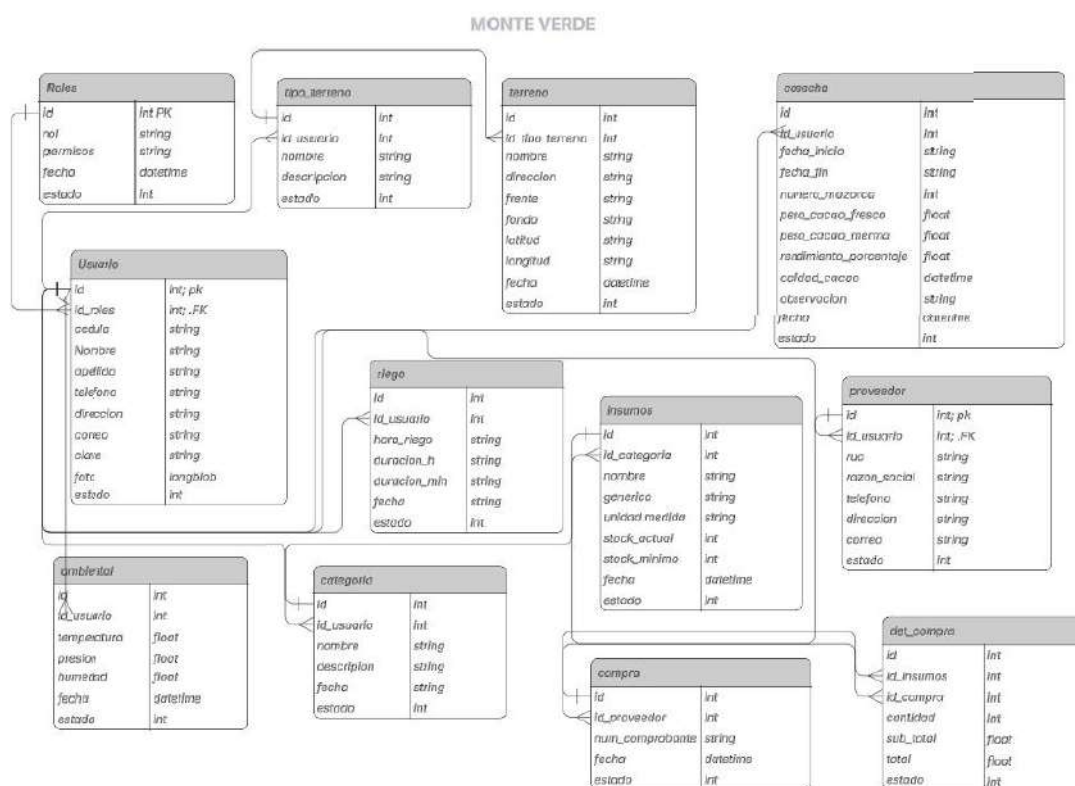 MONTE VERDE
Roles
id int PK
rol string
permisos string
fecha datetime
estado int
tipo_terreno
id int
id_usuario int
nombre string
descripcion string
estado int
terreno
id int
id_tipo_terreno int
nombre string
direccion string
frente string
fondo string
latitud string
longitud string
fecha datetime
estado int
cosecha
id int
id_usuario int
fecha_inicio string
fecha_fin string
numero_mazorca int
peso_cacao_fresco float
peso_cacao_merma float
rendimiento_porcentaje float
calidad_cacao datetime
observacion string
fecha datetime
estado int
Usuario
id int; pk
id_roles int; .FK
cedula string
Nombre string
apellido string
telefono string
direccion string
correo string
clave string
foto longblob
estado int
riego
id int
id_usuario int
hora_riego string
duracion_h string
duracion_min string
fecha string
estado int
insumos
id int
id_categoria int
nombre string
generico string
unidad medida string
stock_actual int
stock_minimo int
fecha datetime
estado int
proveedor
id int; pk
id_usuario int; .FK
ruc string
razon_social string
telefono string
direccion string
correo string
estado int
ambiental
id int
id_usuario int
temperatura float
presion float
humedad float
fecha datetime
estado int
categoria
id int
id_usuario int
nombre string
descripion string
fecha string
estado int
compra
id int
id_proveedor int
num_comprobante string
fecha datetime
estado int
det_compra
id int
id_insumos int
id_compra int
cantidad int
sub_total float
total float
estado int